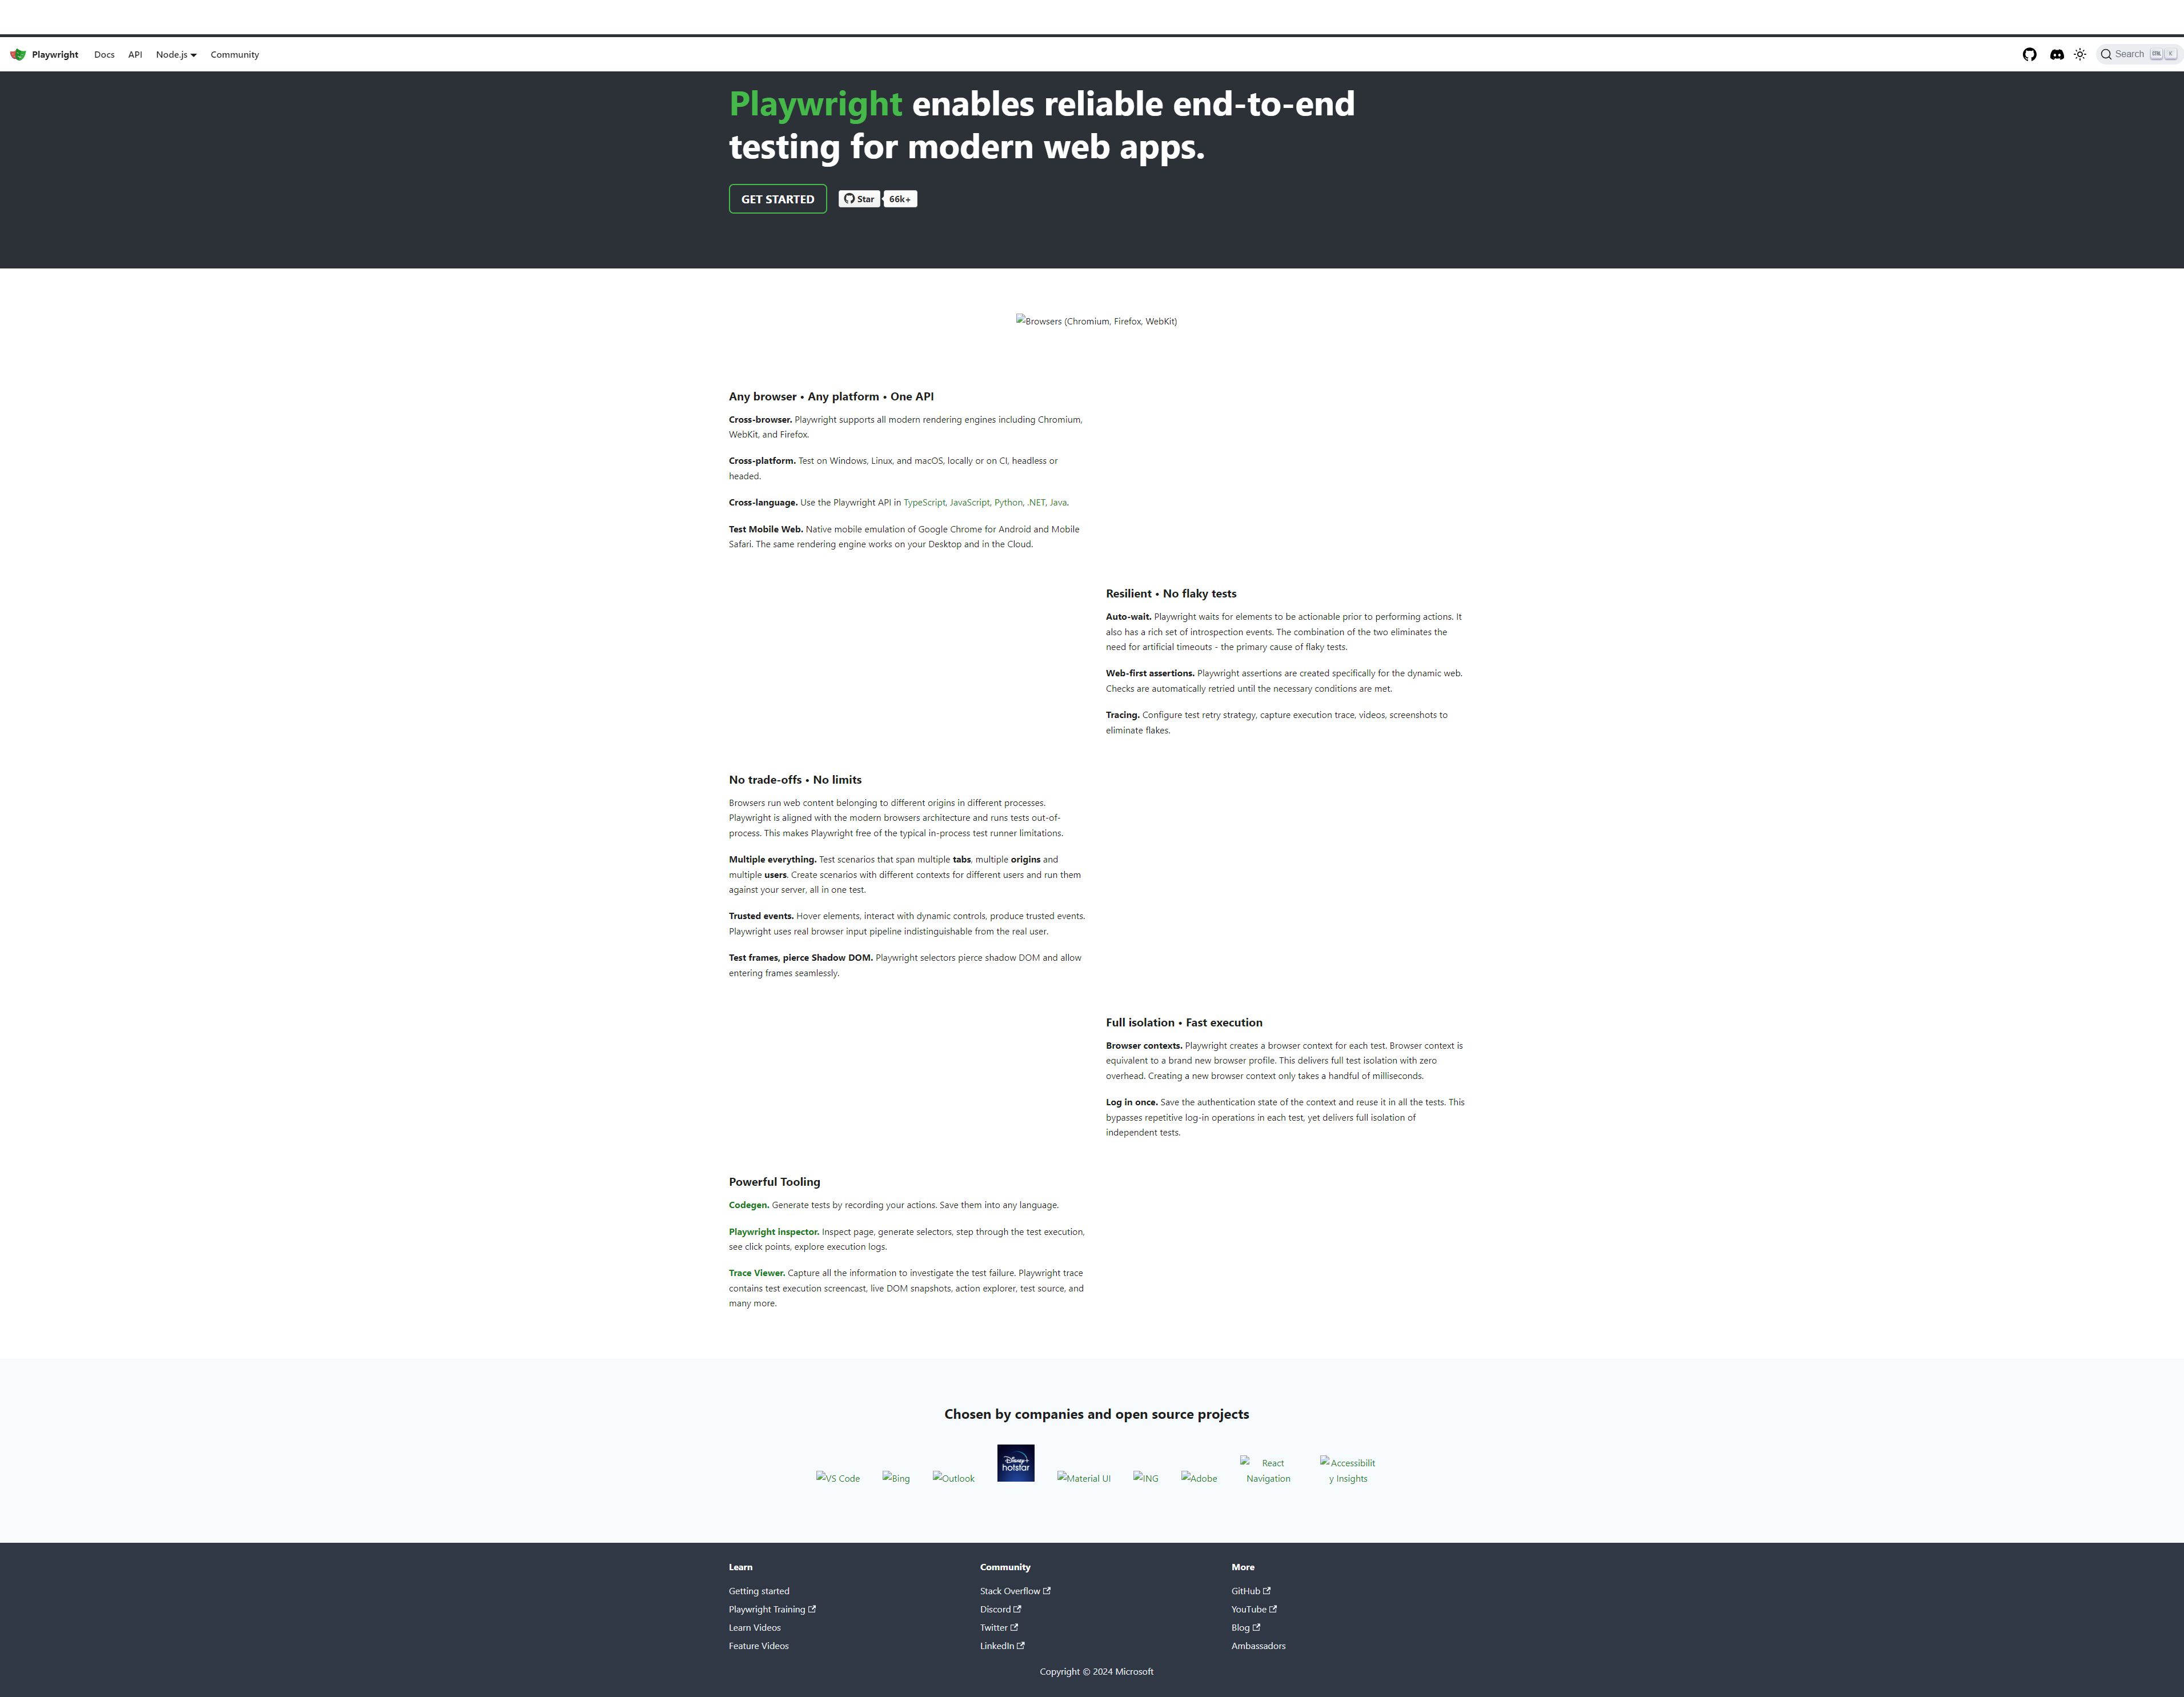 Playwright Docs API Node.js Community Search CTRL K
Playwright enables reliable end-to-end
testing for modern web apps.
GET STARTED Star 66k+
Browsers (Chromium, Firefox, WebKit)
Any browser • Any platform • One API
Cross-browser. Playwright supports all modern rendering engines including Chromium,
WebKit, and Firefox.
Cross-platform. Test on Windows, Linux, and macOS, locally or on CI, headless or
headed.
Cross-language. Use the Playwright API in TypeScript, JavaScript, Python, .NET, Java.
Test Mobile Web. Native mobile emulation of Google Chrome for Android and Mobile
Safari. The same rendering engine works on your Desktop and in the Cloud.
Resilient • No flaky tests
Auto-wait. Playwright waits for elements to be actionable prior to performing actions. It
also has a rich set of introspection events. The combination of the two eliminates the
need for artificial timeouts - the primary cause of flaky tests.
Web-first assertions. Playwright assertions are created specifically for the dynamic web.
Checks are automatically retried until the necessary conditions are met.
Tracing. Configure test retry strategy, capture execution trace, videos, screenshots to
eliminate flakes.
No trade-offs • No limits
Browsers run web content belonging to different origins in different processes.
Playwright is aligned with the modern browsers architecture and runs tests out-of-
process. This makes Playwright free of the typical in-process test runner limitations.
Multiple everything. Test scenarios that span multiple tabs, multiple origins and
multiple users. Create scenarios with different contexts for different users and run them
against your server, all in one test.
Trusted events. Hover elements, interact with dynamic controls, produce trusted events.
Playwright uses real browser input pipeline indistinguishable from the real user.
Test frames, pierce Shadow DOM. Playwright selectors pierce shadow DOM and allow
entering frames seamlessly.
Full isolation • Fast execution
Browser contexts. Playwright creates a browser context for each test. Browser context is
equivalent to a brand new browser profile. This delivers full test isolation with zero
overhead. Creating a new browser context only takes a handful of milliseconds.
Log in once. Save the authentication state of the context and reuse it in all the tests. This
bypasses repetitive log-in operations in each test, yet delivers full isolation of
independent tests.
Powerful Tooling
Codegen. Generate tests by recording your actions. Save them into any language.
Playwright inspector. Inspect page, generate selectors, step through the test execution,
see click points, explore execution logs.
Trace Viewer. Capture all the information to investigate the test failure. Playwright trace
contains test execution screencast, live DOM snapshots, action explorer, test source, and
many more.
Chosen by companies and open source projects
VS Code Bing Outlook
Disney+
hotstar
Material UI ING Adobe
React
Navigation
Accessibilit
y Insights
Learn
Getting started
Playwright Training
Learn Videos
Feature Videos
Community
Stack Overflow
Discord
Twitter
LinkedIn
More
GitHub
YouTube
Blog
Ambassadors
Copyright © 2024 Microsoft